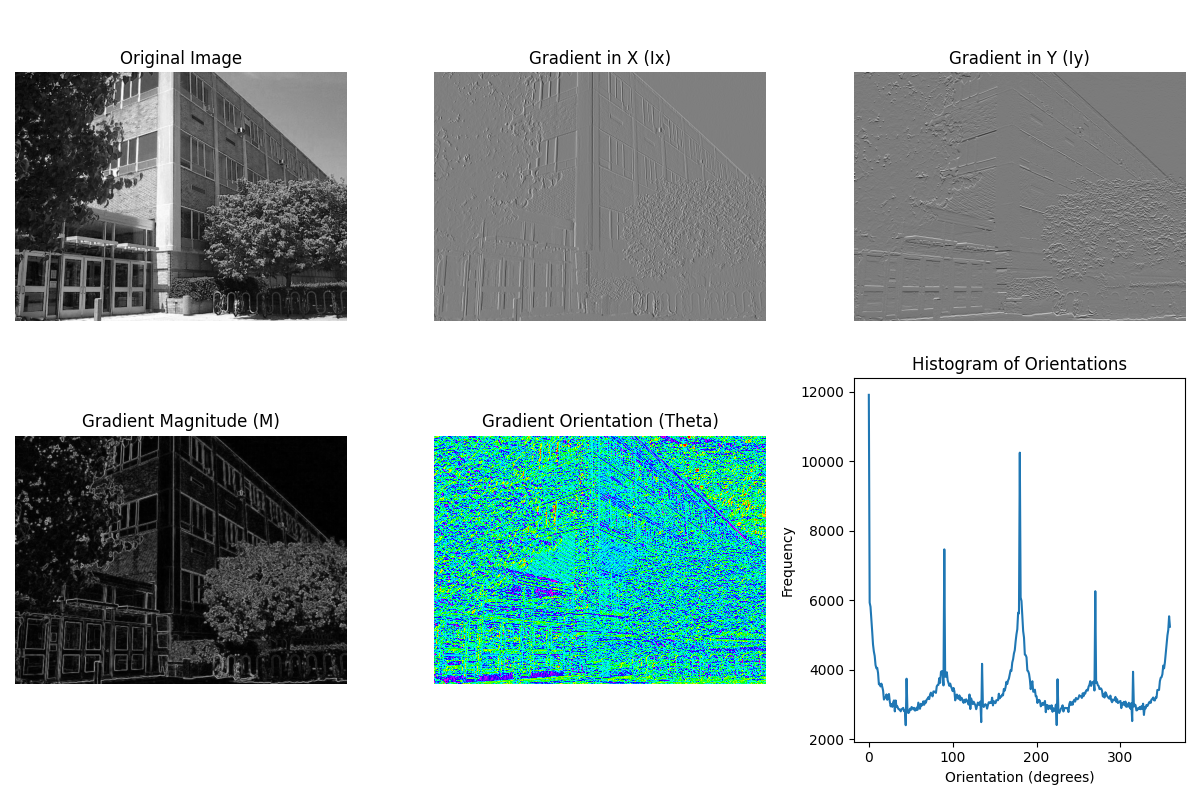 Original Image
Gradient in X (Ix)
Gradient in Y (Iy)
Gradient Magnitude (M)
Gradient Orientation (Theta)
Histogram of Orientations
Frequency
12000
10000
8000
6000
4000
2000
0
100
200
300
Orientation (degrees)